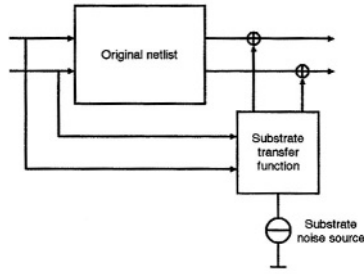 Original netlist
Substrate
transfer
function
Substrate
noise source